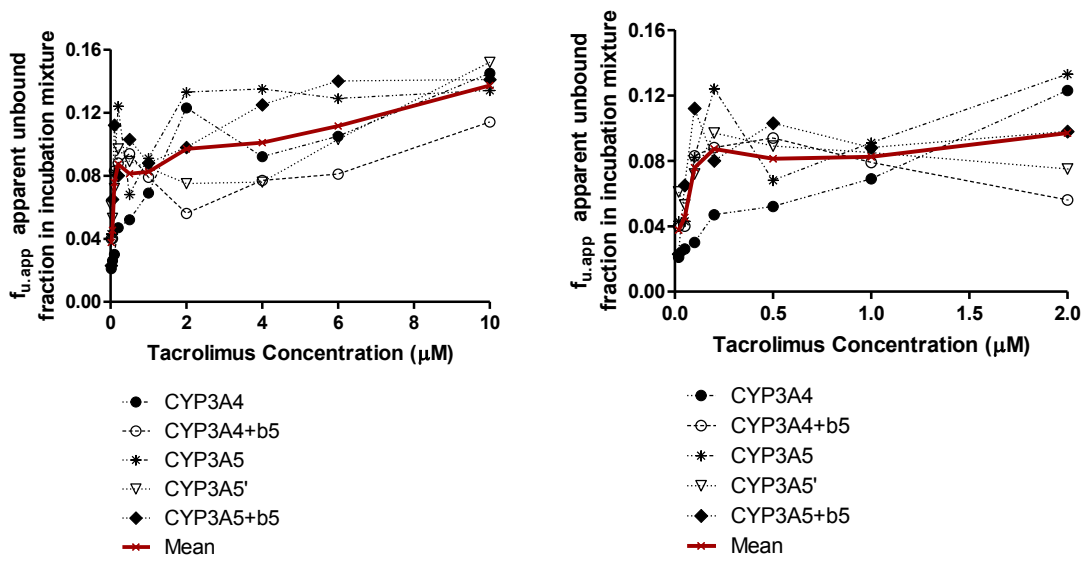 f u.app apparent unbound
fraction in incubation mixture
0.16
0.12
0.08
0.04
0.00
0
2
4
6
8
10
Tacrolimus Concentration (μM)
CYP3A4
CYP3A4+b5
CYP3A5
CYP3A5'
CYP3A5+b5
Mean
f u.app apparent unbound
fraction in incubation mixture
0.16
0.12
0.08
0.04
0.00
0.0
0.5
1.0
1.5
2.0
Tacrolimus Concentration (μM)
CYP3A4
CYP3A4+b5
CYP3A5
CYP3A5'
CYP3A5+b5
Mean